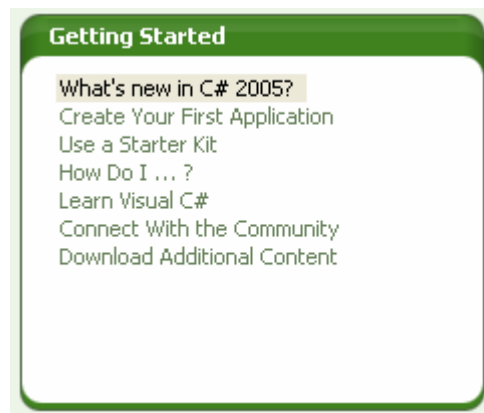 Getting Started
What's new in C# 2005?
Create Your First Application
Use a Starter Kit
How Do I ... ?
Learn Visual C#
Connect With the Community
Download Additional Content